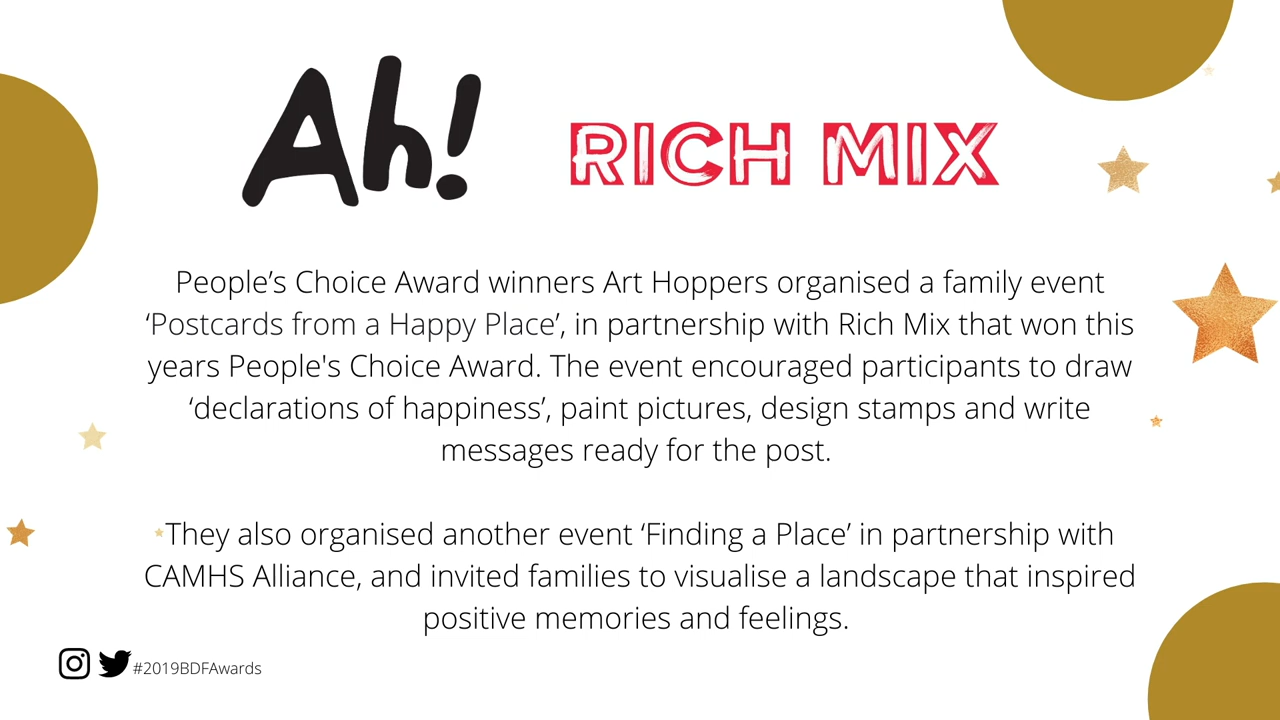 Ah!
RICH MIX
People’s Choice Award winners Art Hoppers organised a family event
‘Postcards from a Happy Place’, in partnership with Rich Mix that won this
years People's Choice Award. The event encouraged participants to draw
‘declarations of happiness’, paint pictures, design stamps and write
messages ready for the post.
They also organised another event ‘Finding a Place’ in partnership with
CAMHS Alliance, and invited families to visualise a landscape that inspired
positive memories and feelings.
#2019BDFAwards